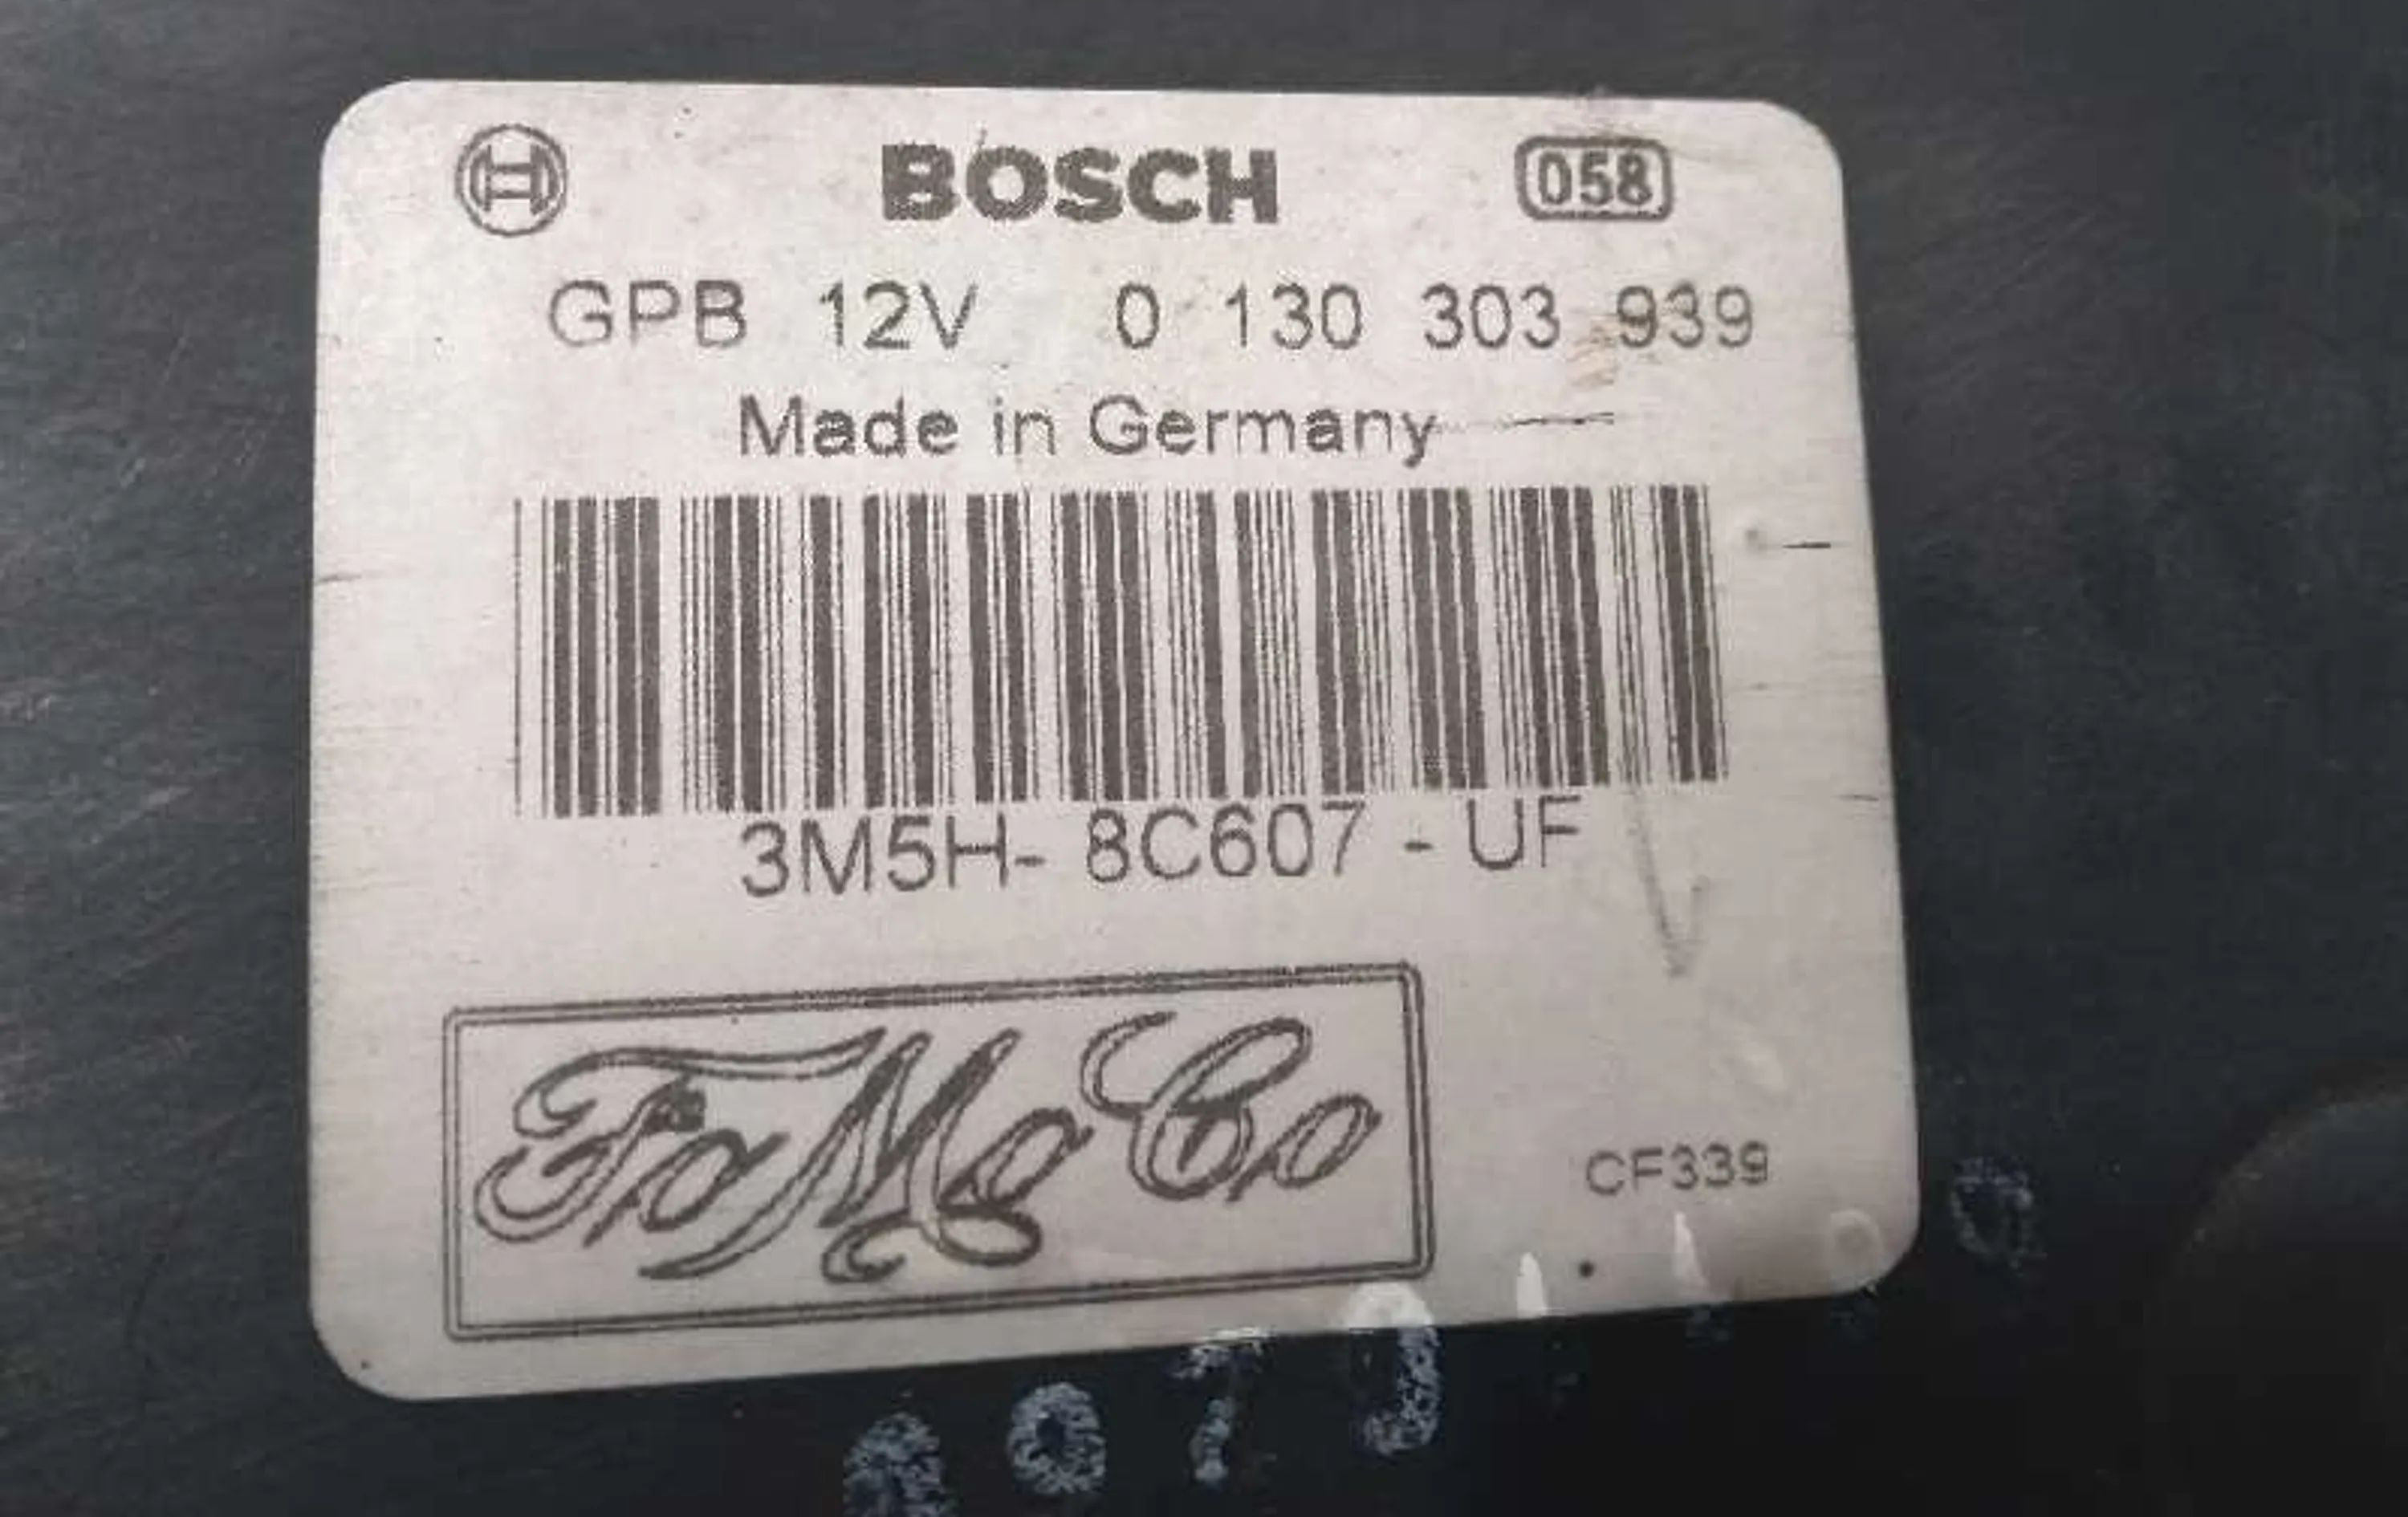 BOSCH 058
GPB 12V 0 130 303 939
Made in Germany
3M5H- 8C607 - UF
FoMoCo
CF339